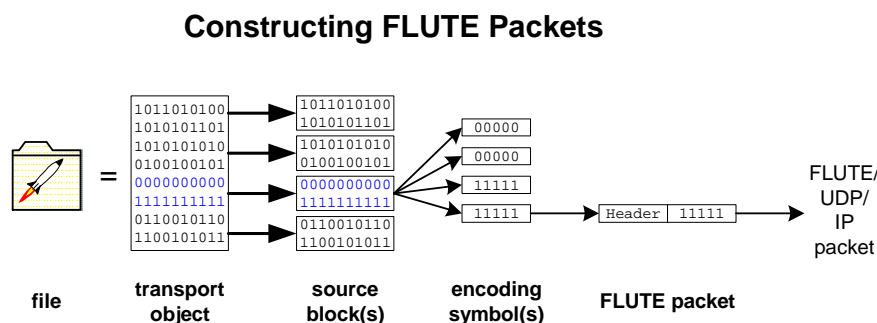 Constructing FLUTE Packets
=
1011010100
1010101101
1010101010
0100100101
0000000000
1111111111
0110010110
1100101011
1011010100
1010101101
1010101010
0100100101
0000000000
1111111111
0110010110
1100101011
00000
00000
11111
11111
Header 11111
FLUTE/
UDP/
IP
packet
file
transport
object
source
block(s)
encoding
symbol(s)
FLUTE packet